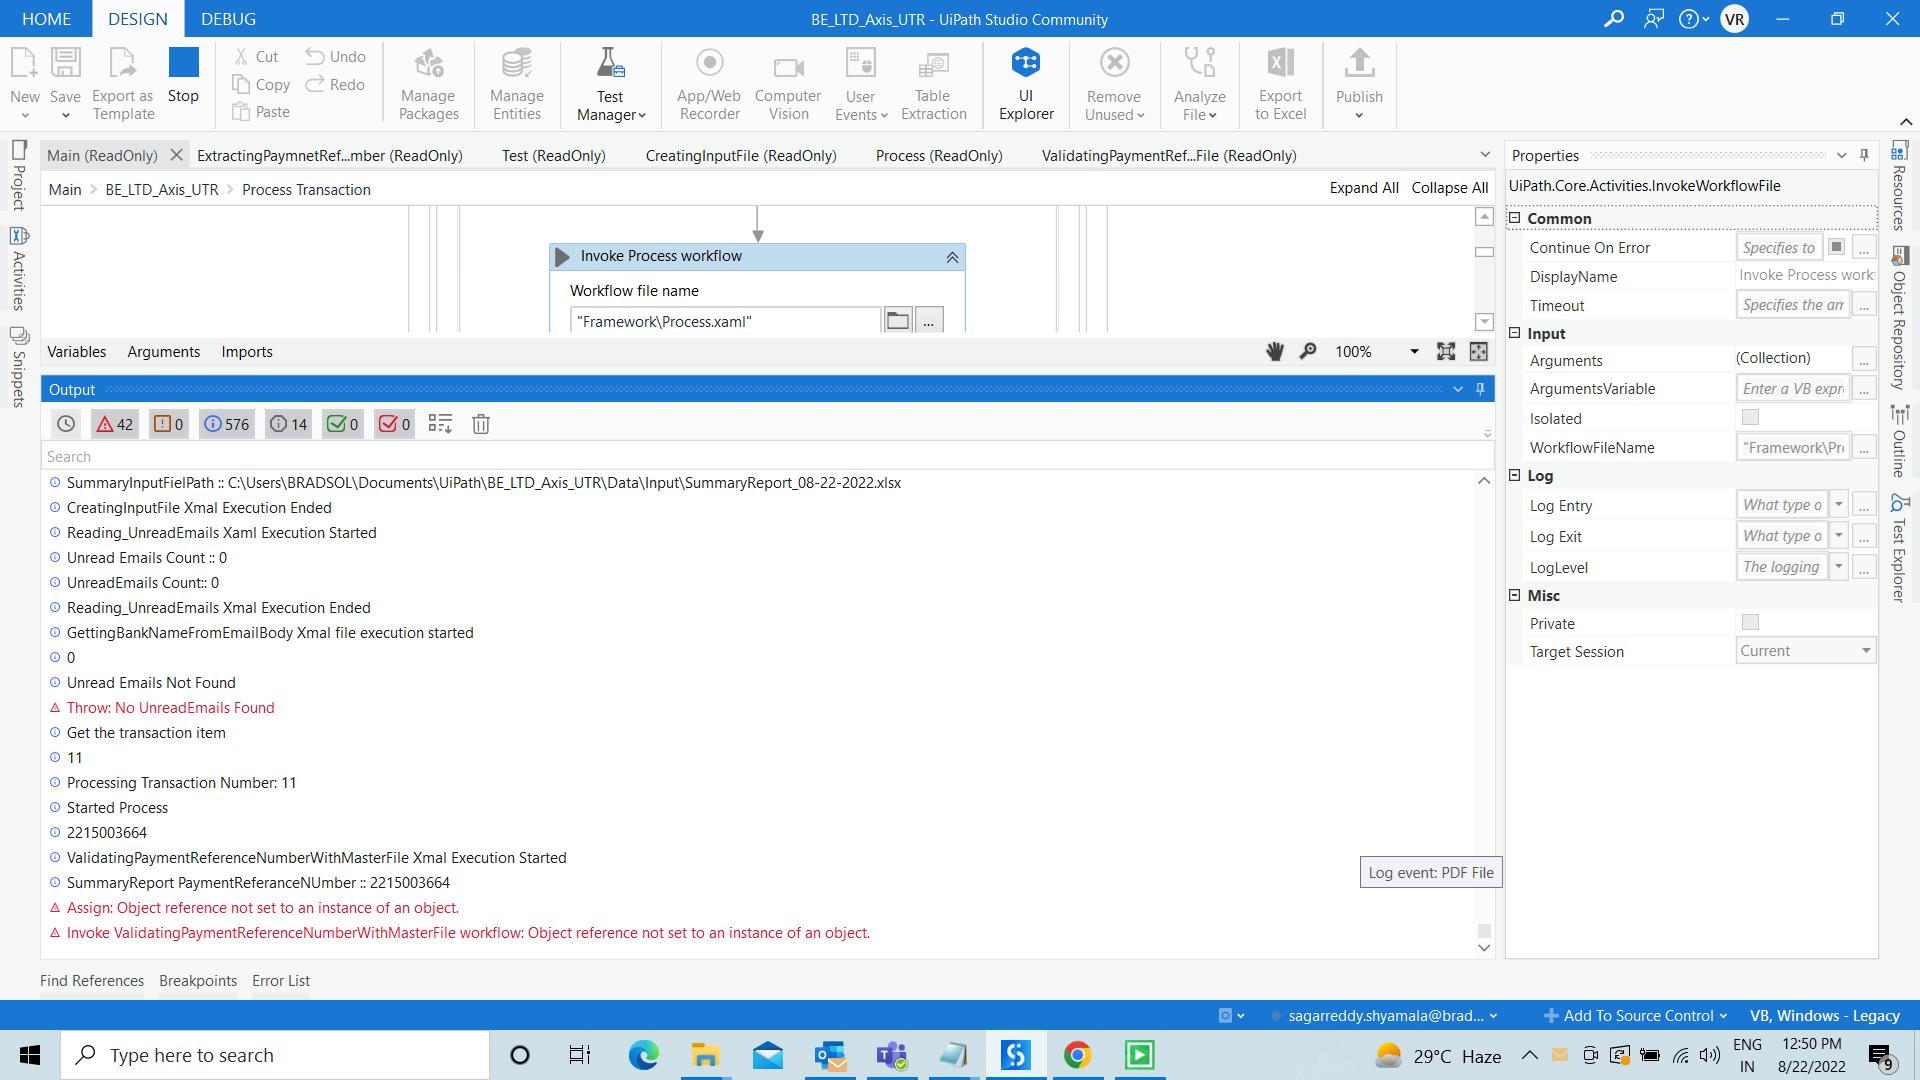 HOME DESIGN DEBUG BE_LTD_Axis_UTR - UiPath Studio Community VR
New Save Export as Template Stop Cut Copy Paste Undo Redo Manage Packages Manage Entities Test Manager App/Web Recorder Computer Vision User Events Table Extraction UI Explorer Remove Unused Analyze File Export to Excel Publish
Main (ReadOnly) ExtractingPaymnetRef...mber (ReadOnly) Test (ReadOnly) CreatingInputFile (ReadOnly) Process (ReadOnly) ValidatingPaymentRef...File (ReadOnly)
Main > BE_LTD_Axis_UTR > Process Transaction Expand All Collapse All
Project
Activities
Snippets
Invoke Process workflow
Workflow file name
"Framework\Process.xaml" ...
Variables Arguments Imports 100%
Output
42 0 576 14 0 0
Search
SummaryInputFielPath :: C:\Users\BRADSOL\Documents\UiPath\BE_LTD_Axis_UTR\Data\Input\SummaryReport_08-22-2022.xlsx
CreatingInputFile Xmal Execution Ended
Reading_UnreadEmails Xaml Execution Started
Unread Emails Count :: 0
UnreadEmails Count:: 0
Reading_UnreadEmails Xmal Execution Ended
GettingBankNameFromEmailBody Xmal file execution started
0
Unread Emails Not Found
Throw: No UnreadEmails Found
Get the transaction item
11
Processing Transaction Number: 11
Started Process
2215003664
ValidatingPaymentReferenceNumberWithMasterFile Xmal Execution Started
SummaryReport PaymentReferanceNUmber :: 2215003664
Assign: Object reference not set to an instance of an object.
Invoke ValidatingPaymentReferenceNumberWithMasterFile workflow: Object reference not set to an instance of an object.
Log event: PDF File
Find References Breakpoints Error List
Properties
UiPath.Core.Activities.InvokeWorkflowFile
Common
Continue On Error Specifies to ...
DisplayName Invoke Process work
Timeout Specifies the am ...
Input
Arguments (Collection) ...
ArgumentsVariable Enter a VB expr ...
Isolated
WorkflowFileName "Framework\Pr ...
Log
Log Entry What type o ...
Log Exit What type o ...
LogLevel The logging ...
Misc
Private
Target Session Current
Resources
Object Repository
Outline
Test Explorer
sagarreddy.shyamala@brad... Add To Source Control VB, Windows - Legacy
Type here to search 29°C Haze ENG IN 12:50 PM 8/22/2022 9